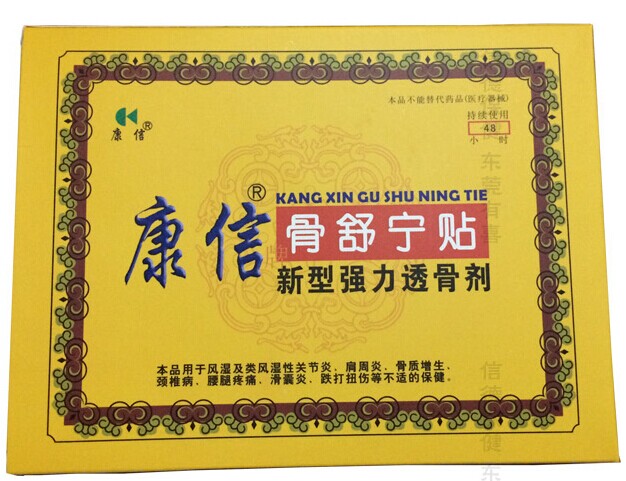 本品不能替代药品(医疗器械)
持续使用
48
小 时
康信®
康信®
KANG XIN GU SHU NING TIE
骨舒宁贴
新型强力透骨剂
本品用于风湿及类风湿性关节炎、肩周炎、骨质增生、
颈椎病、腰腿疼痛、滑囊炎、跌打扭伤等不适的保健。